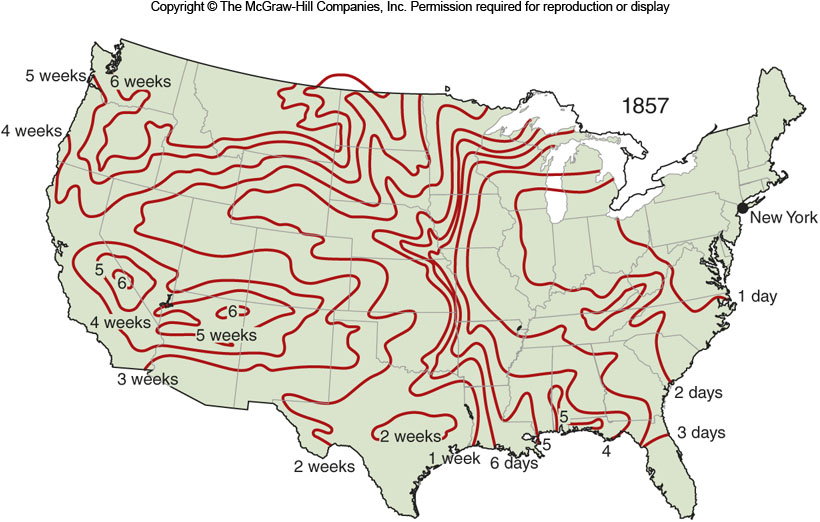 Copyright © The McGraw-Hill Companies, Inc. Permission required for reproduction or display
5 weeks
6 weeks
1857
4 weeks
New York
5
6
1 day
6
4 weeks
5 weeks
3 weeks
2 days
5
2 weeks
3 days
5
4
1 week
6 days
2 weeks